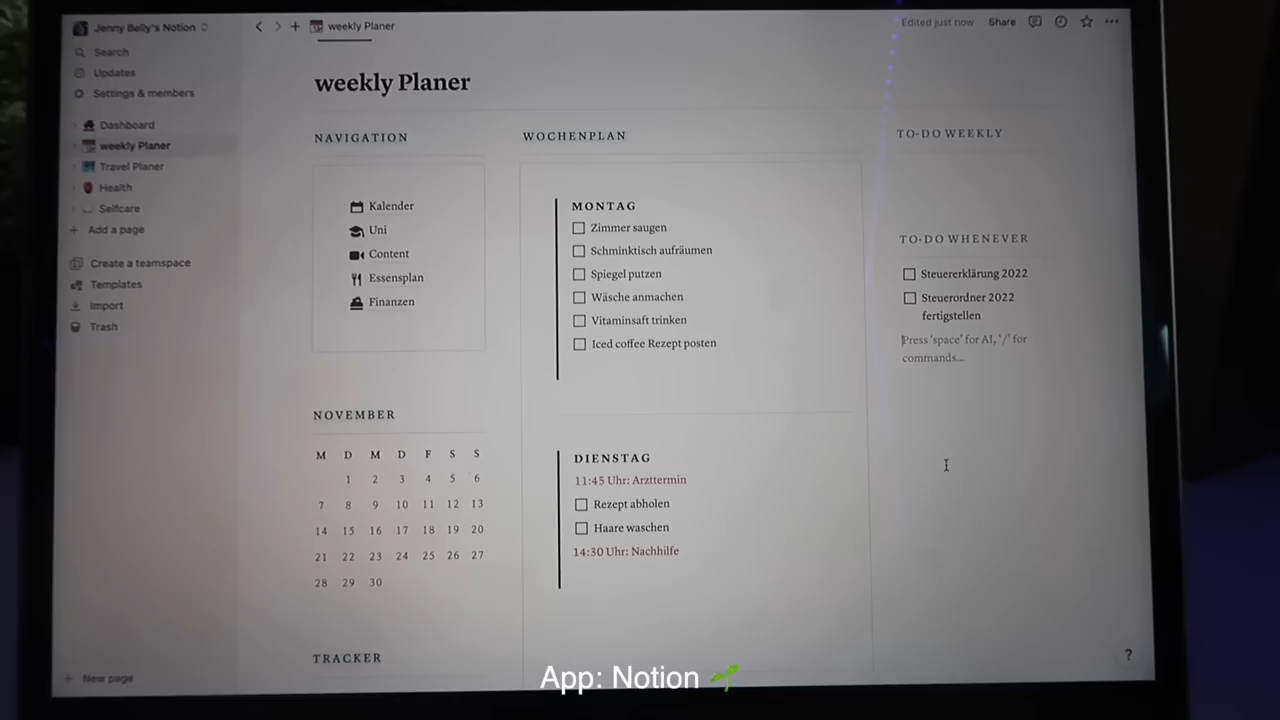 Jenny Belly's Notion
Search
Updates
Settings & members
Dashboard
weekly Planer
Travel Planer
Health
Selfcare
Add a page
Create a teamspace
Templates
Import
Trash
New page
weekly Planer
Edited just now
Share
weekly Planer
NAVIGATION
Kalender
Uni
Content
Essensplan
Finanzen
NOVEMBER
M D M D F S S
1 2 3 4 5 6
7 8 9 10 11 12 13
14 15 16 17 18 19 20
21 22 23 24 25 26 27
28 29 30
TRACKER
WOCHENPLAN
MONTAG
Zimmer saugen
Schminktisch aufräumen
Spiegel putzen
Wäsche anmachen
Vitaminsaft trinken
Iced coffee Rezept posten
DIENSTAG
11:45 Uhr: Arzttermin
Rezept abholen
Haare waschen
14:30 Uhr: Nachhilfe
TO-DO WEEKLY
TO-DO WHENEVER
Steuererklärung 2022
Steuerordner 2022
fertigstellen
Press 'space' for AI, '/' for
commands...
?
App: Notion 🌱